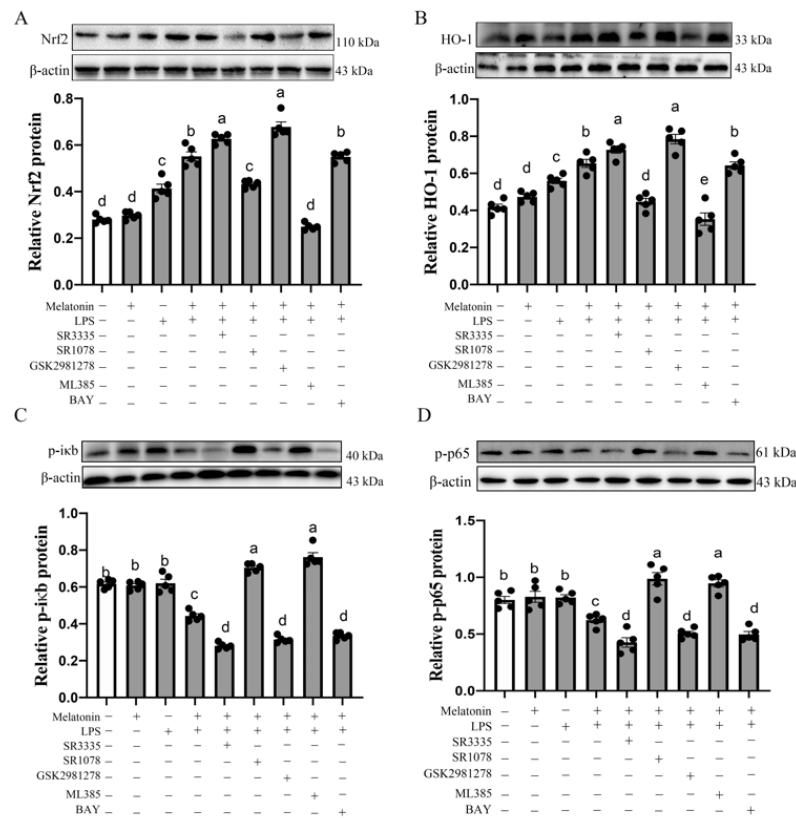 A
Nrf2
110 kDa
β-actin
43 kDa
Relative Nrf2 protein
0.8
0.6
0.4
0.2
0.0
d d c b a c a d b
Melatonin − + − + + + + + +
LPS − − + + + + + + +
SR3335 − − − − + − − − −
SR1078 − − − − − + − − −
GSK2981278 − − − − − − + − −
ML385 − − − − − − − + −
BAY − − − − − − − − +
B
HO-1
33 kDa
β-actin
43 kDa
Relative HO-1 protein
1.0
0.8
0.6
0.4
0.2
0.0
d d c b a d a e b
Melatonin − + − + + + + + +
LPS − − + + + + + + +
SR3335 − − − − + − − − −
SR1078 − − − − − + − − −
GSK2981278 − − − − − − + − −
ML385 − − − − − − − + −
BAY − − − − − − − − +
C
p-iκb
40 kDa
β-actin
43 kDa
Relative p-iκb protein
0.8
0.6
0.4
0.2
0.0
b b b c d a d a d
Melatonin − + − + + + + + +
LPS − − + + + + + + +
SR3335 − − − − + − − − −
SR1078 − − − − − + − − −
GSK2981278 − − − − − − + − −
ML385 − − − − − − − + −
BAY − − − − − − − − +
D
p-p65
61 kDa
β-actin
43 kDa
Relative p-p65 protein
1.5
1.0
0.5
0.0
b b b c d a d a d
Melatonin − + − + + + + + +
LPS − − + + + + + + +
SR3335 − − − − + − − − −
SR1078 − − − − − + − − −
GSK2981278 − − − − − − + − −
ML385 − − − − − − − + −
BAY − − − − − − − − +